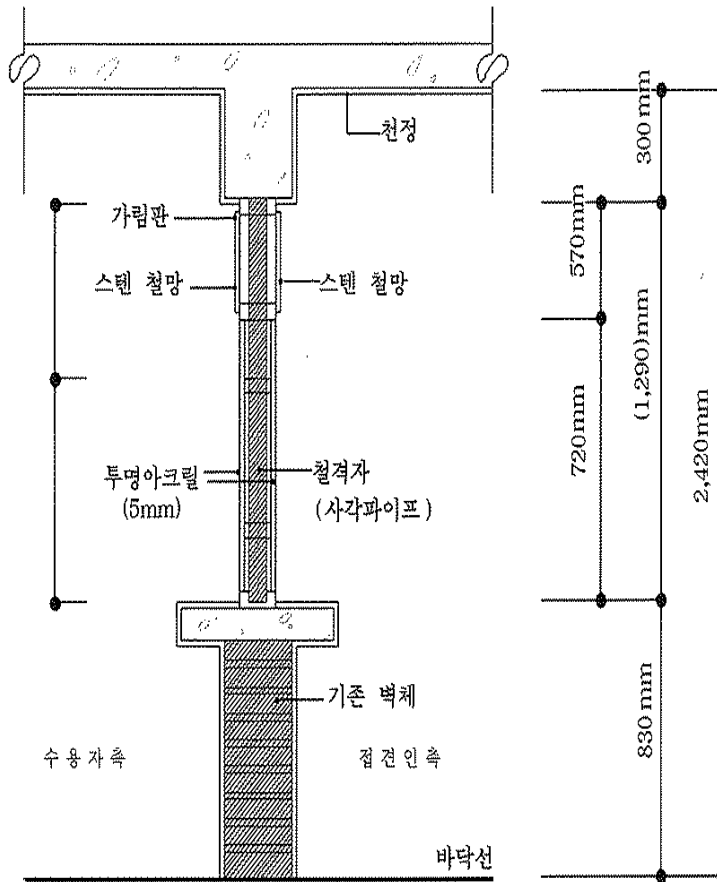 천정
가림판
스텐 철망
스텐 철망
투명아크릴
(5mm)
철격자
(사각파이프)
기존 벽체
수용자측
접견인측
바닥선
300mm
570mm
(1,290)mm
720mm
2,420mm
830mm